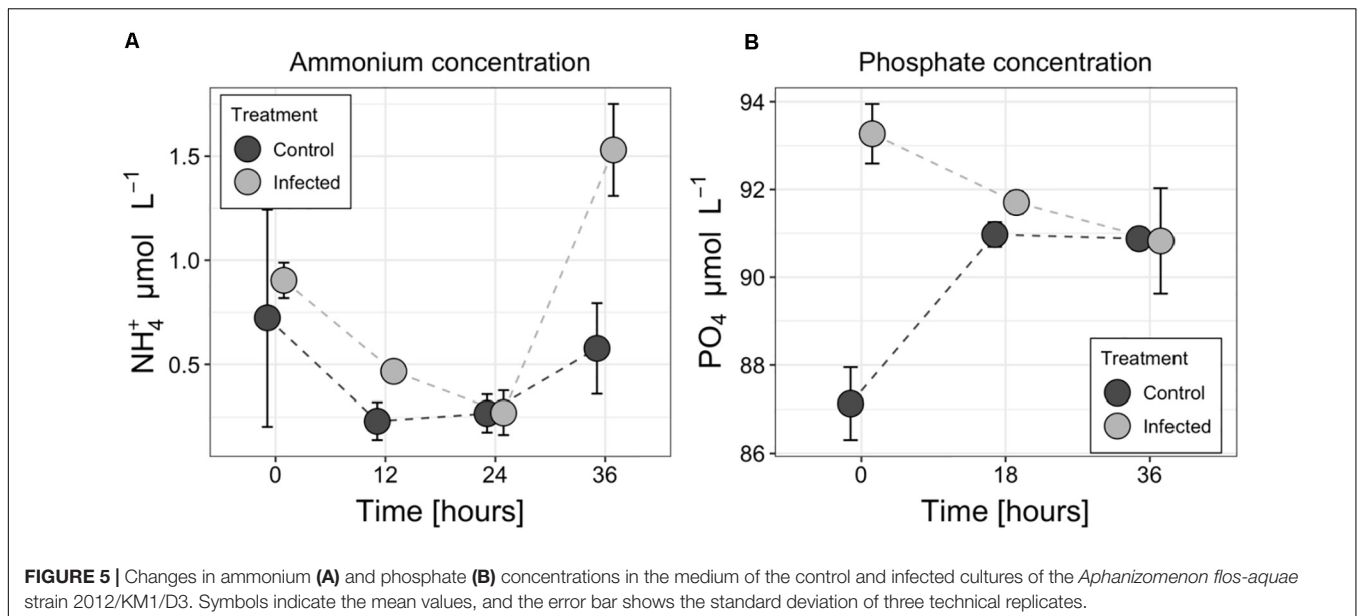 A
Ammonium concentration
Treatment
Control
Infected
NH₄⁺ µmol L⁻¹
1.5
1.0
0.5
0
12
24
36
Time [hours]
B
Phosphate concentration
PO₄ µmol L⁻¹
94
92
90
88
86
Treatment
Control
Infected
0
18
36
Time [hours]
FIGURE 5 | Changes in ammonium (A) and phosphate (B) concentrations in the medium of the control and infected cultures of the Aphanizomenon flos-aquae
strain 2012/KM1/D3. Symbols indicate the mean values, and the error bar shows the standard deviation of three technical replicates.